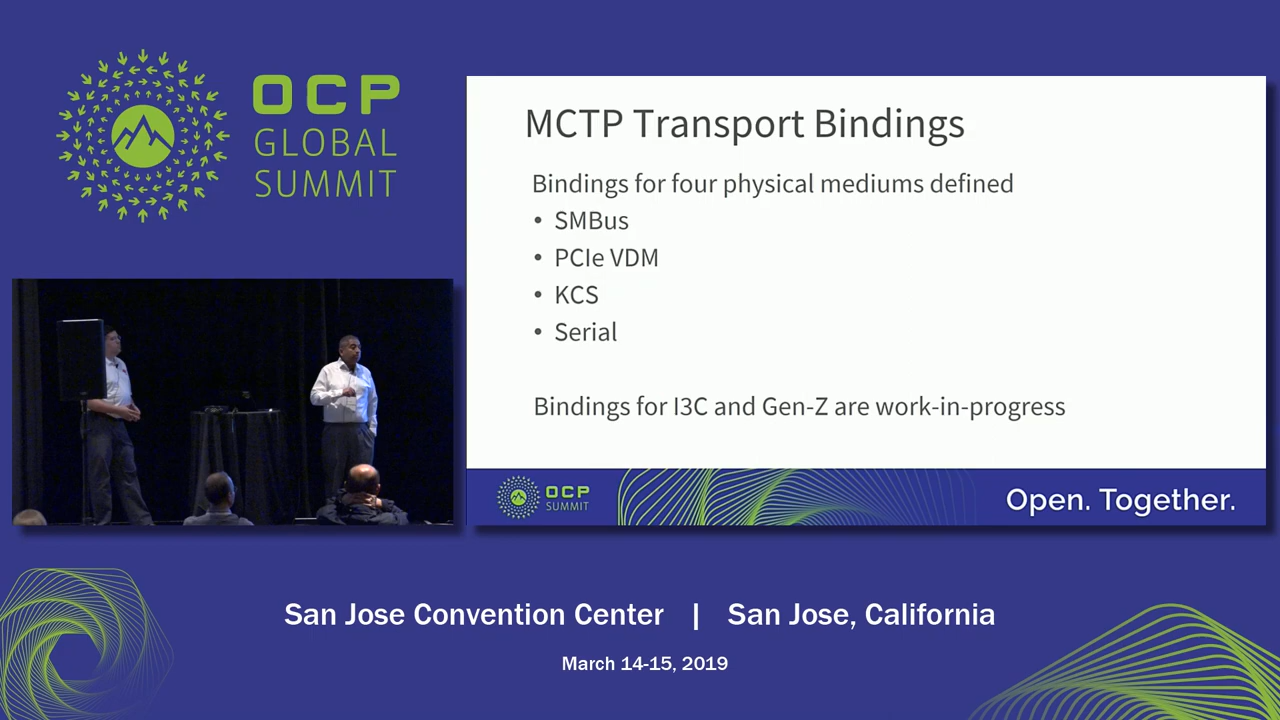 OCP
GLOBAL
SUMMIT
MCTP Transport Bindings
Bindings for four physical mediums defined
• SMBus
• PCIe VDM
• KCS
• Serial
Bindings for I3C and Gen-Z are work-in-progress
OCP
SUMMIT
Open. Together.
San Jose Convention Center | San Jose, California
March 14-15, 2019